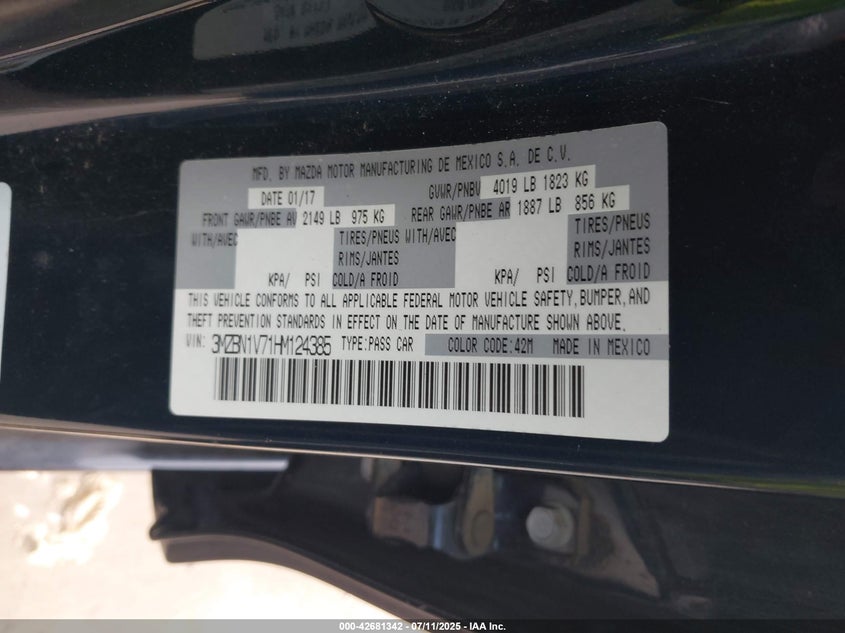 MFD. BY MAZDA MOTOR MANUFACTURING DE MEXICO S.A. DE C.V.
DATE 01/17 GVWR/PNBV 4019 LB 1823 KG
FRONT GAWR/PNBE AV 2149 LB 975 KG REAR GAWR/PNBE AR 1887 LB 856 KG
WITH/AVEC TIRES/PNEUS WITH/AVEC TIRES/PNEUS
RIMS/JANTES RIMS/JANTES
KPA/ PSI COLD/A FROID KPA/ PSI COLD/A FROID
THIS VEHICLE CONFORMS TO ALL APPLICABLE FEDERAL MOTOR VEHICLE SAFETY, BUMPER, AND
THEFT PREVENTION STANDARDS IN EFFECT ON THE DATE OF MANUFACTURE SHOWN ABOVE.
VIN: 3MZBN1V71HM124385 TYPE:PASS CAR COLOR CODE:42M MADE IN MEXICO
000-42681342 - 07/11/2025 - IAA Inc.